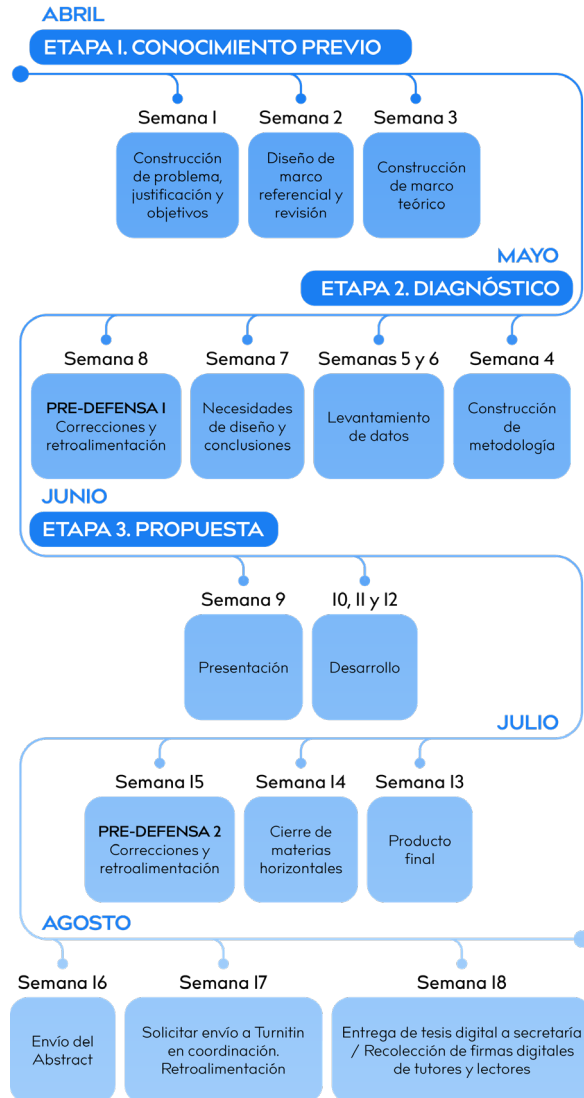 ABRIL
ETAPA 1. CONOCIMIENTO PREVIO
Semana 1
Construcción
de problema,
justificación y
objetivos
Semana 2
Diseño de
marco
referencial y
revisión
Semana 3
Construcción
de marco
teórico
MAYO
ETAPA 2. DIAGNÓSTICO
Semana 8
PRE-DEFENSA 1
Correcciones y
retroalimentación
Semana 7
Necesidades
de diseño y
conclusiones
Semanas 5 y 6
Levantamiento
de datos
Semana 4
Construcción
de
metodología
JUNIO
ETAPA 3. PROPUESTA
Semana 9
Presentación
10, 11 y 12
Desarrollo
JULIO
Semana 15
PRE-DEFENSA 2
Correcciones y
retroalimentación
Semana 14
Cierre de
materias
horizontales
Semana 13
Producto
final
AGOSTO
Semana 16
Envío del
Abstract
Semana 17
Solicitar envío a Turnitin
en coordinación.
Retroalimentación
Semana 18
Entrega de tesis digital a secretaría
/ Recolección de firmas digitales
de tutores y lectores